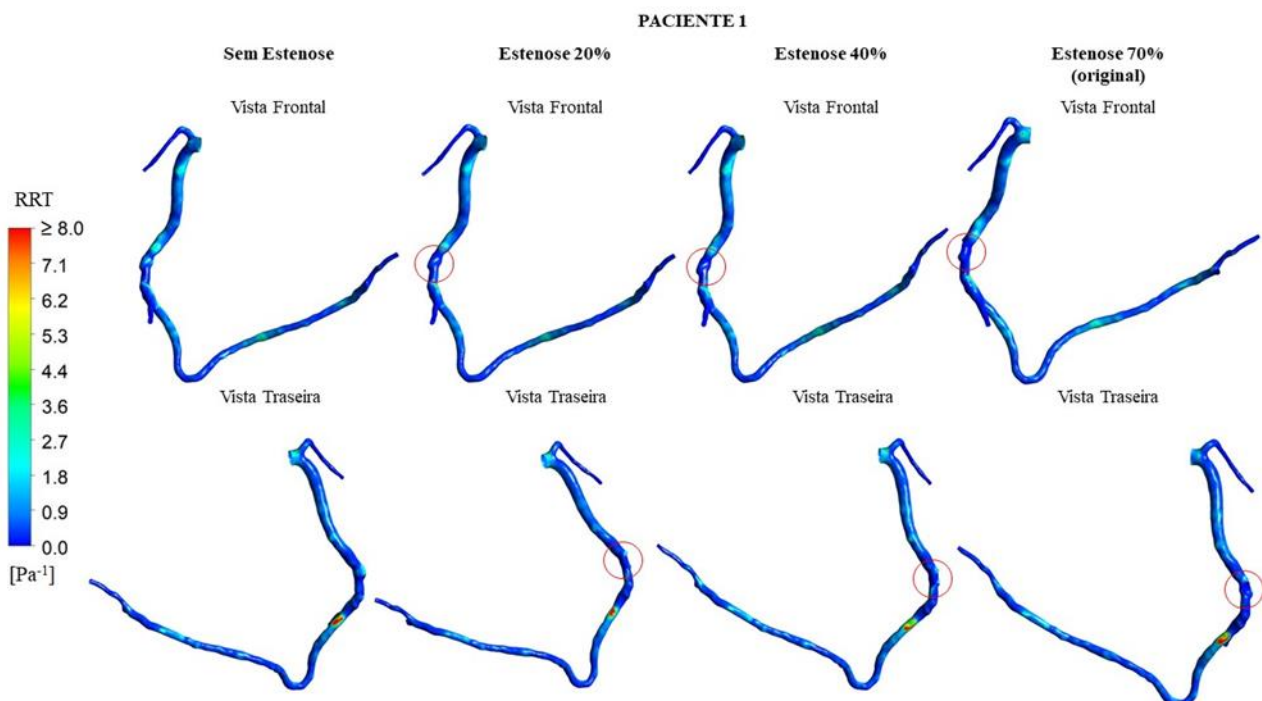 PACIENTE 1
Sem Estenose
Estenose 20%
Estenose 40%
Estenose 70%
(original)
Vista Frontal
Vista Frontal
Vista Frontal
Vista Frontal
RRT
≥ 8.0
7.1
6.2
5.3
4.4
3.6
2.7
1.8
0.9
0.0
[Pa⁻¹]
Vista Traseira
Vista Traseira
Vista Traseira
Vista Traseira